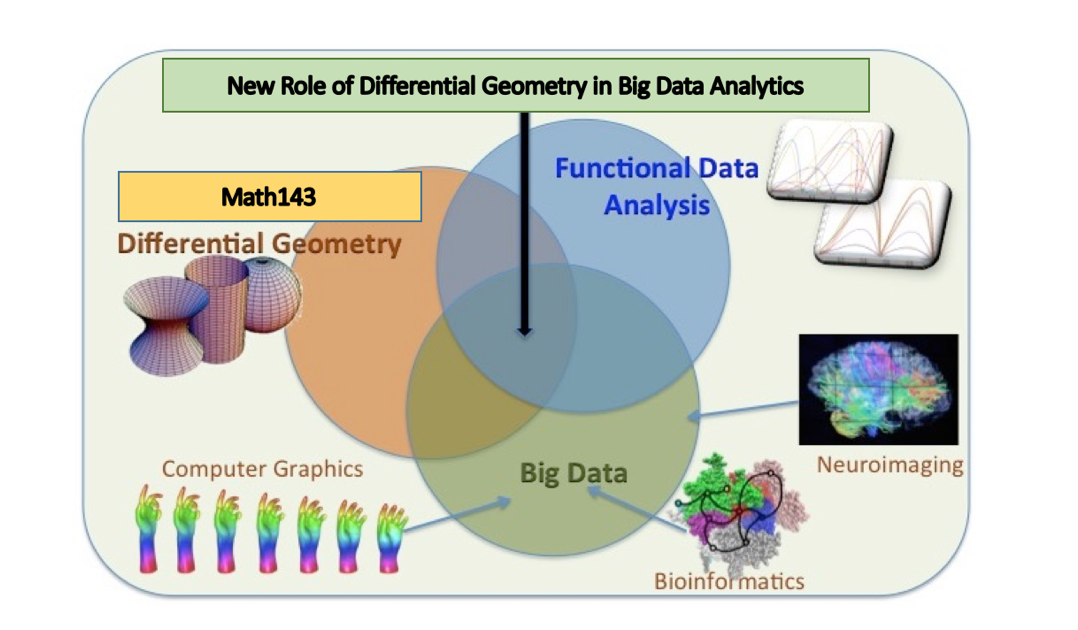 New Role of Differential Geometry in Big Data Analytics
Functional Data
Analysis
Math143
Differential Geometry
Neuroimaging
Computer Graphics
Big Data
Bioinformatics